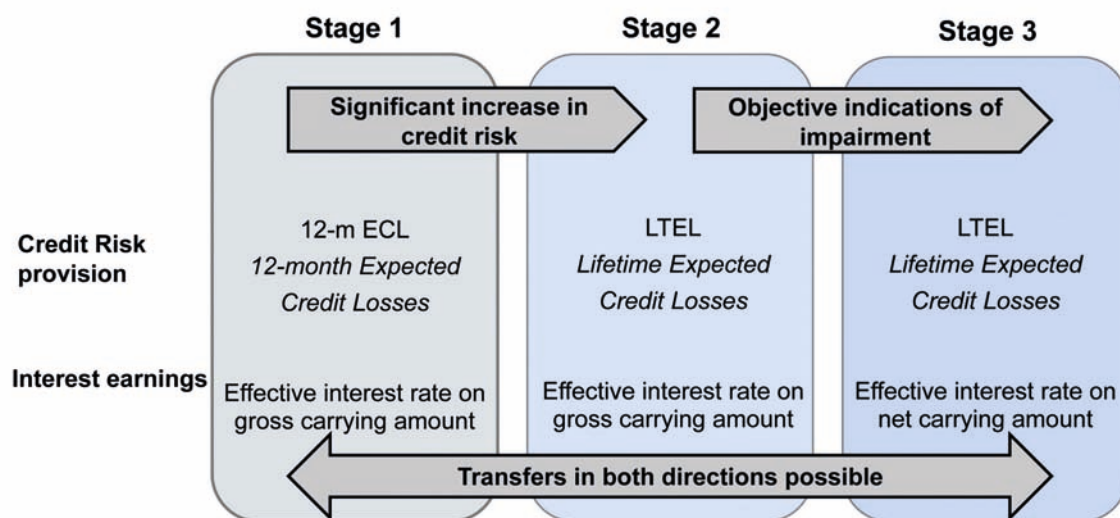 Stage 1
Stage 2
Stage 3
Significant increase in
credit risk
Objective indications of
impairment
Credit Risk
provision
12-m ECL
12-month Expected
Credit Losses
LTEL
Lifetime Expected
Credit Losses
LTEL
Lifetime Expected
Credit Losses
Interest earnings
Effective interest rate on
gross carrying amount
Effective interest rate on
gross carrying amount
Effective interest rate on
net carrying amount
Transfers in both directions possible